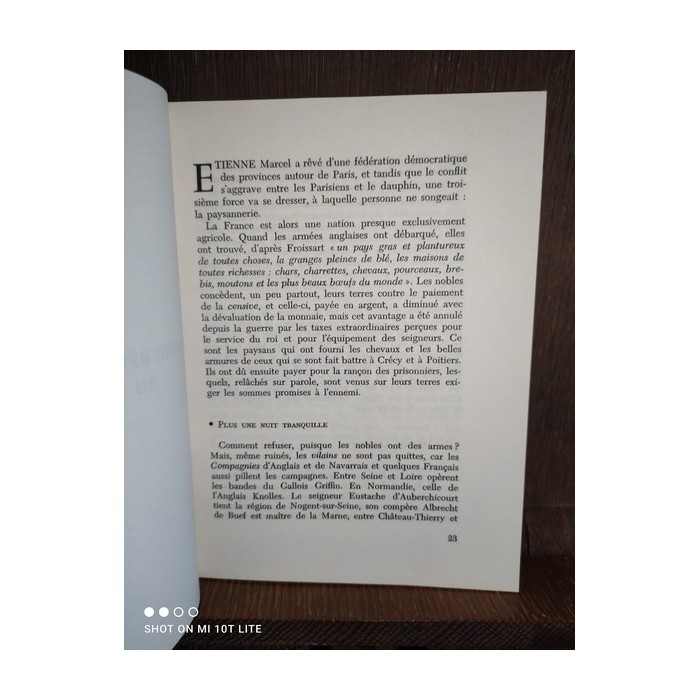 ETIENNE Marcel a rêvé d'une fédération démocratique
des provinces autour de Paris, et tandis que le conflit
s'aggrave entre les Parisiens et le dauphin, une troi-
sième force va se dresser, à laquelle personne ne songeait :
la paysannerie.
La France est alors une nation presque exclusivement
agricole. Quand les armées anglaises ont débarqué, elles
ont trouvé, d'après Froissart « un pays gras et plantureux
de toutes choses, la granges pleines de blé, les maisons de
toutes richesses : chars, charrettes, chevaux, pourceaux, bre-
bis, moutons et les plus beaux bœufs du monde ». Les nobles
concèdent, un peu partout, leurs terres contre le paiement
de la censive, et celle-ci, payée en argent, a diminué avec
la dévaluation de la monnaie, mais cet avantage a été annulé
depuis la guerre par les taxes extraordinaires perçues pour
le service du roi et pour l'équipement des seigneurs. Ce
sont les paysans qui ont fourni les chevaux et les belles
armures de ceux qui se sont fait battre à Crécy et à Poitiers.
Ils ont dû ensuite payer pour la rançon des prisonniers, les-
quels, relâchés sur parole, sont venus sur leurs terres exi-
ger les sommes promises à l'ennemi.
• PLUS UNE NUIT TRANQUILLE
Comment refuser, puisque les nobles ont des armes ?
Mais, même ruinés, les vilains ne sont pas quittes, car les
Compagnies d'Anglais et de Navarrais et quelques Français
aussi pillent les campagnes. Entre Seine et Loire opèrent
les bandes du Gallois Griffin. En Normandie, celle de
l'Anglais Knolles. Le seigneur Eustache d'Auberchicourt
tient la région de Nogent-sur-Seine, son compère Albrecht
de Buef est maître de la Marne, entre Château-Thierry et
23
SHOT ON MI 10T LITE